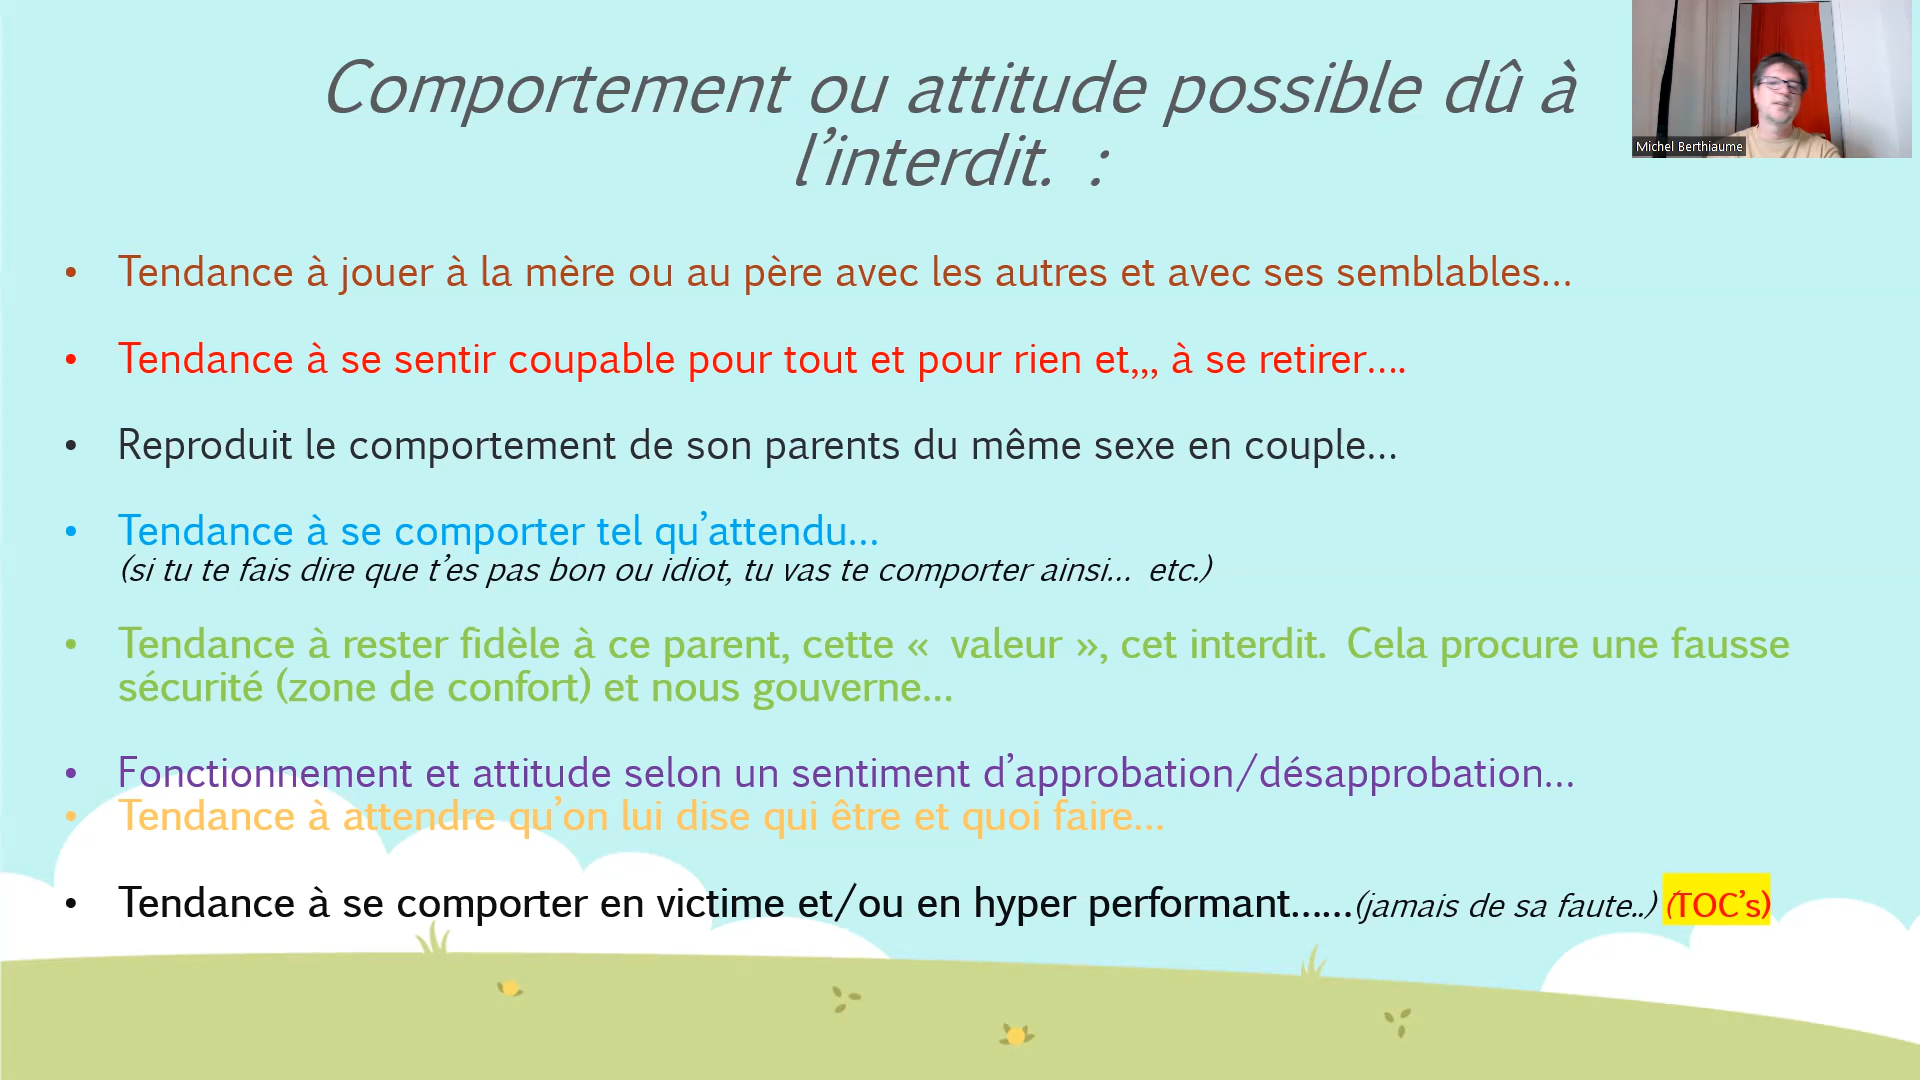 Comportement ou attitude possible dû à
l’interdit.  :
Michel Berthiaume
• Tendance à jouer à la mère ou au père avec les autres et avec ses semblables...
• Tendance à se sentir coupable pour tout et pour rien et,,, à se retirer....
• Reproduit le comportement de son parents du même sexe en couple...
• Tendance à se comporter tel qu’attendu...
(si tu te fais dire que t’es pas bon ou idiot, tu vas te comporter ainsi...  etc.)
• Tendance à rester fidèle à ce parent, cette «  valeur », cet interdit.  Cela procure une fausse
sécurité (zone de confort) et nous gouverne...
• Fonctionnement et attitude selon un sentiment d’approbation/désapprobation...
• Tendance à attendre qu’on lui dise qui être et quoi faire...
• Tendance à se comporter en victime et/ou en hyper performant......(jamais de sa faute..) (TOC’s)